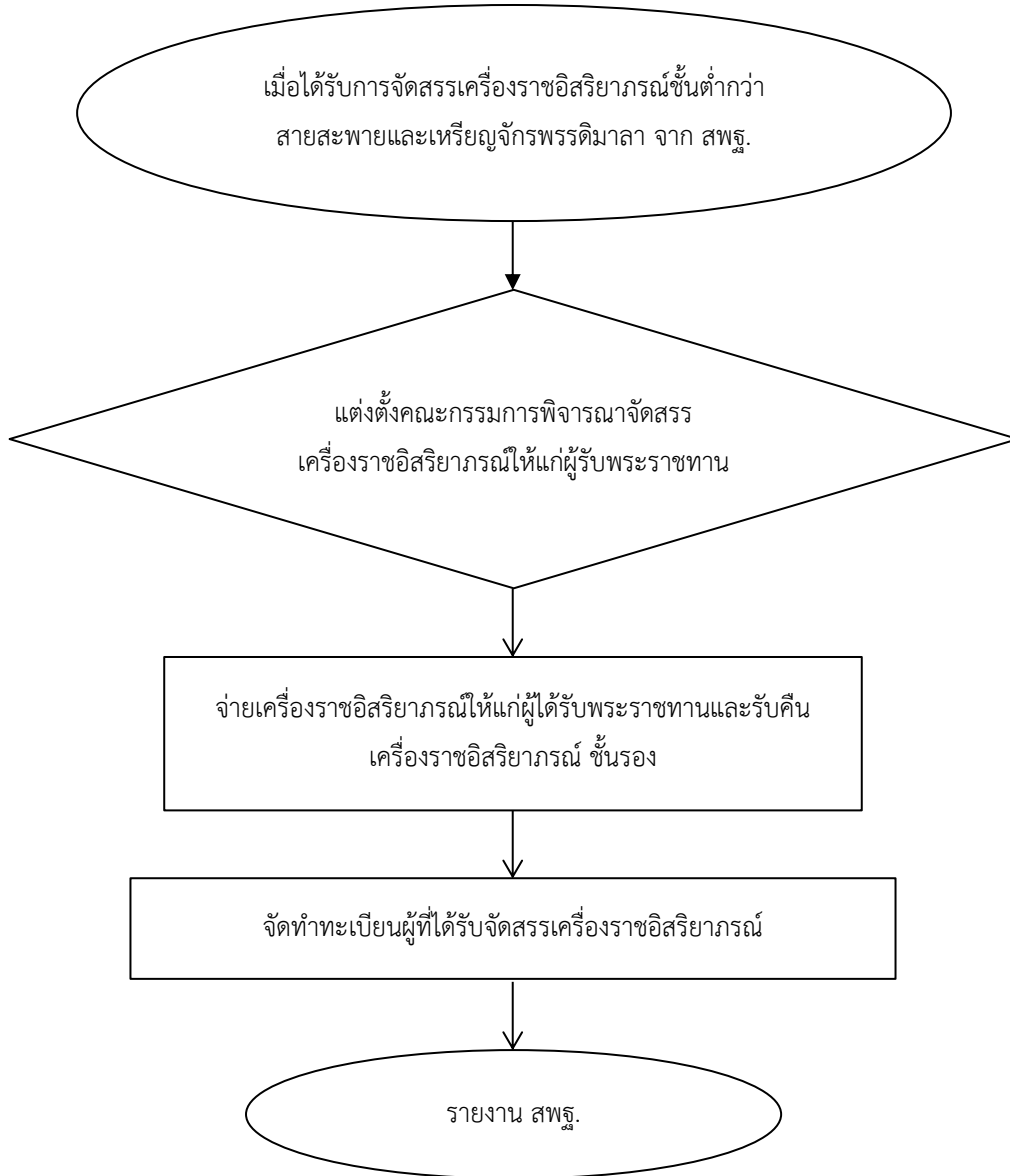 เมื่อได้รับการจัดสรรเครื่องราชอิสริยาภรณ์ชั้นต่ำกว่า
สายสะพายและเหรียญจักรพรรดิมาลา จาก สพฐ.
แต่งตั้งคณะกรรมการพิจารณาจัดสรร
เครื่องราชอิสริยาภรณ์ให้แก่ผู้รับพระราชทาน
จ่ายเครื่องราชอิสริยาภรณ์ให้แก่ผู้ได้รับพระราชทานและรับคืน
เครื่องราชอิสริยาภรณ์ ชั้นรอง
จัดทำทะเบียนผู้ที่ได้รับจัดสรรเครื่องราชอิสริยาภรณ์
รายงาน สพฐ.